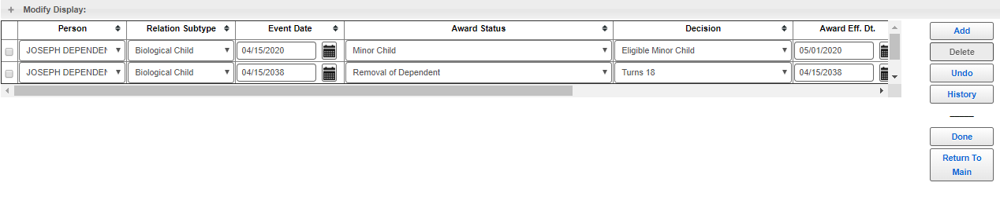 Modify Display:
Person Relation Subtype Event Date Award Status Decision Award Eff. Dt.
JOSEPH DEPENDEN Biological Child 04/15/2020 Minor Child Eligible Minor Child 05/01/2020
JOSEPH DEPENDEN Biological Child 04/15/2038 Removal of Dependent Turns 18 04/15/2038
Add
Delete
Undo
History
Done
Return To
Main